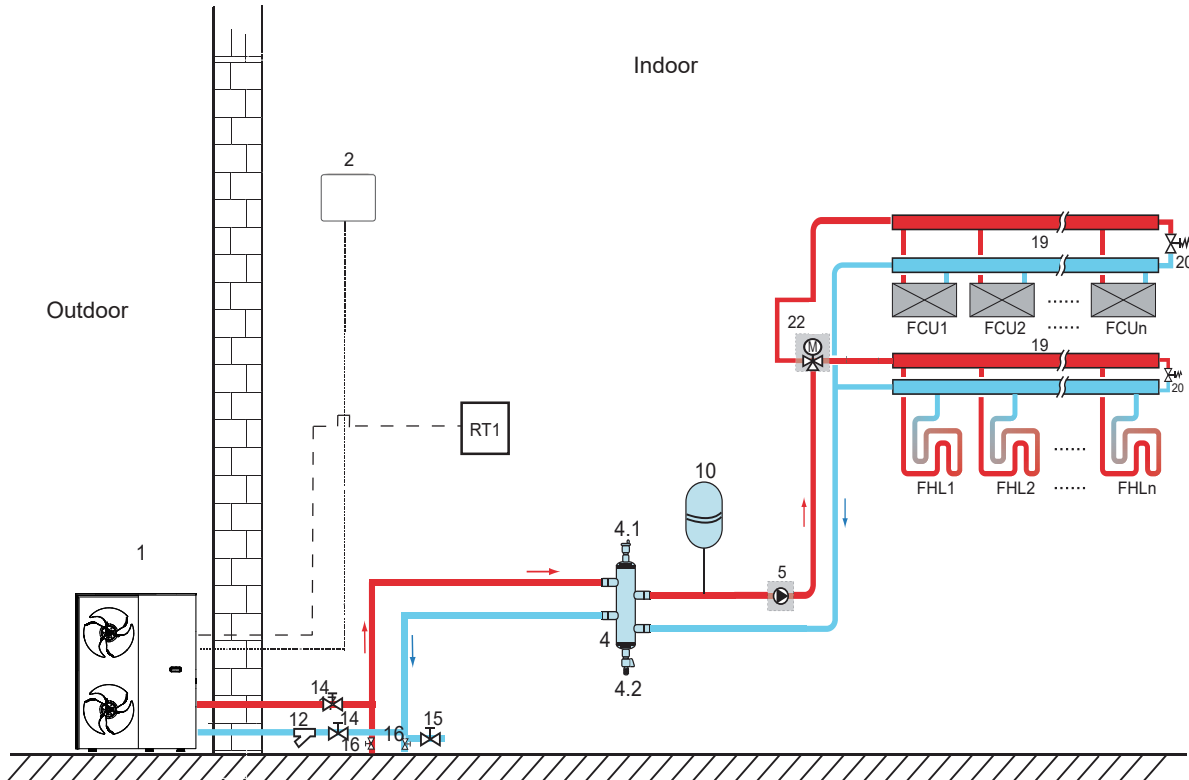 Indoor
2
19
20
Outdoor
FCU1
FCU2
......
FCUn
......
22
M
19
20
RT1
10
......
FHL1
FHL2
......
FHLn
4.1
1
5
4
14
4.2
12
14
16
15
16